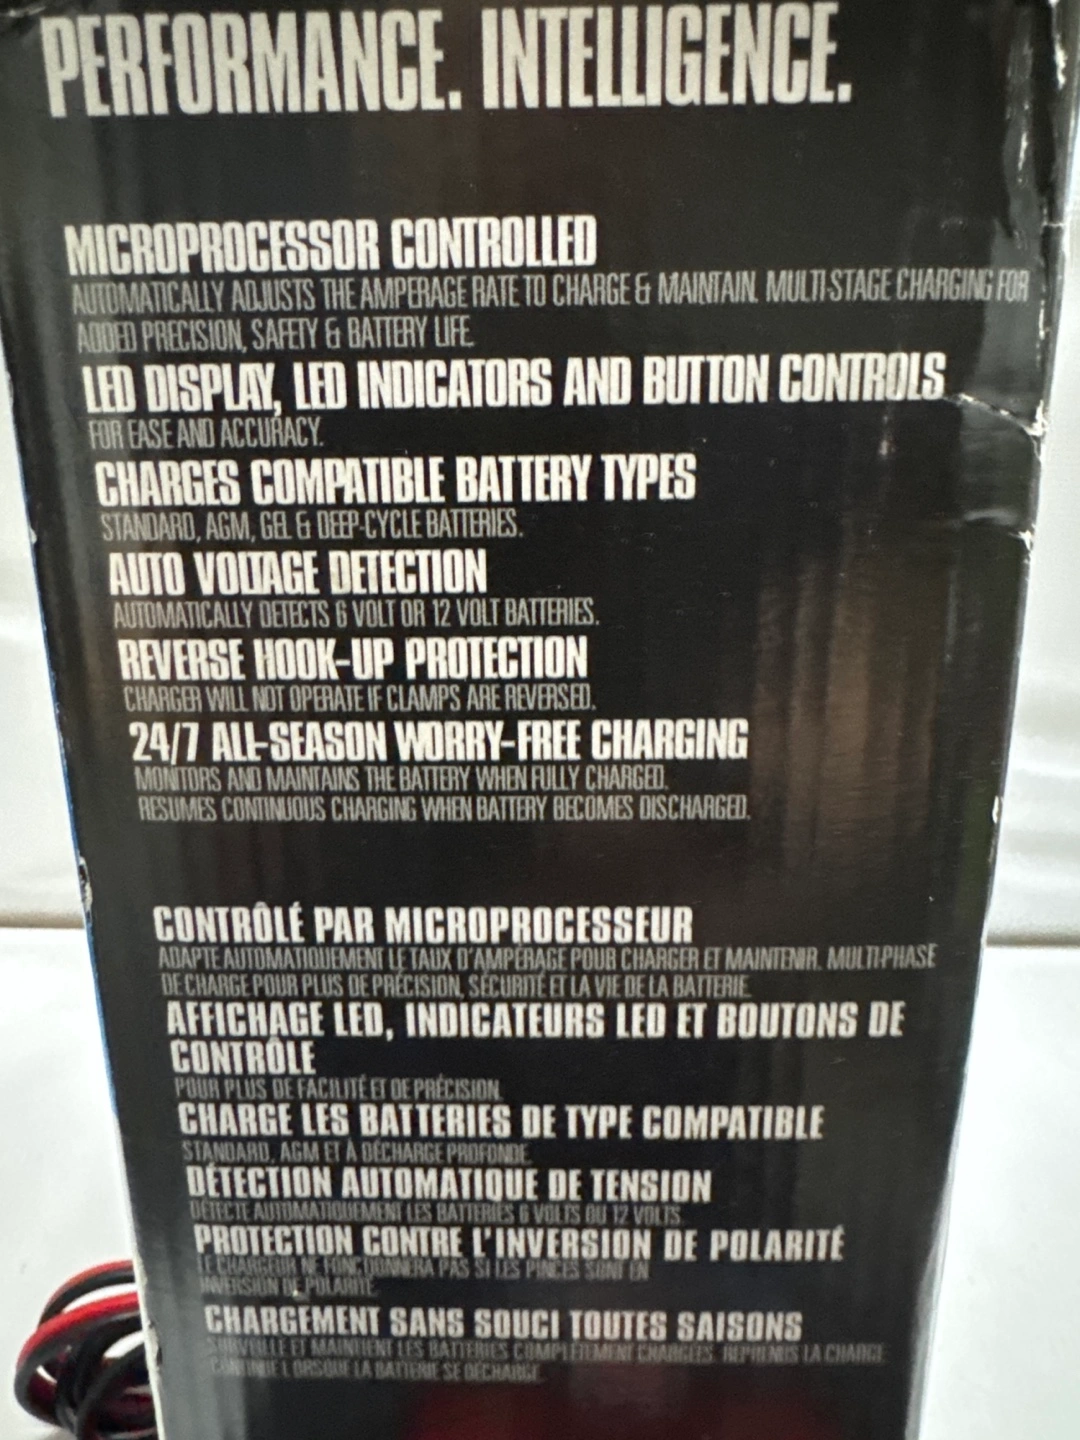 PERFORMANCE. INTELLIGENCE.
MICROPROCESSOR CONTROLLED
AUTOMATICALLY ADJUSTS THE AMPERAGE RATE TO CHARGE & MAINTAIN. MULTI-STAGE CHARGING FOR
ADDED PRECISION, SAFETY & BATTERY LIFE.
LED DISPLAY, LED INDICATORS AND BUTTON CONTROLS
FOR EASE AND ACCURACY.
CHARGES COMPATIBLE BATTERY TYPES
STANDARD, AGM, GEL & DEEP-CYCLE BATTERIES.
AUTO VOLTAGE DETECTION
AUTOMATICALLY DETECTS 6 VOLT OR 12 VOLT BATTERIES.
REVERSE HOOK-UP PROTECTION
CHARGER WILL NOT OPERATE IF CLAMPS ARE REVERSED.
24/7 ALL-SEASON WORRY-FREE CHARGING
MONITORS AND MAINTAINS THE BATTERY WHEN FULLY CHARGED.
RESUMES CONTINUOUS CHARGING WHEN BATTERY BECOMES DISCHARGED.
CONTRÔLÉ PAR MICROPROCESSEUR
ADAPTE AUTOMATIQUEMENT LE TAUX D'AMPÉRAGE POUR CHARGER ET MAINTENIR. MULTI-PHASE
DE CHARGE POUR PLUS DE PRÉCISION, SÉCURITÉ ET LA VIE DE LA BATTERIE.
AFFICHAGE LED, INDICATEURS LED ET BOUTONS DE
CONTRÔLE
POUR PLUS DE FACILITÉ ET DE PRÉCISION.
CHARGE LES BATTERIES DE TYPE COMPATIBLE
STANDARD, AGM ET À DÉCHARGE PROFONDE.
DÉTECTION AUTOMATIQUE DE TENSION
DÉTECTE AUTOMATIQUEMENT LES BATTERIES 6 VOLTS OU 12 VOLTS.
PROTECTION CONTRE L'INVERSION DE POLARITÉ
LE CHARGEUR NE FONCTIONNERA PAS SI LES PINCES SONT EN
INVERSION DE POLARITÉ.
CHARGEMENT SANS SOUCI TOUTES SAISONS
SURVEILLE ET MAINTIENT LES BATTERIES COMPLÈTEMENT CHARGÉES. REPRENDS LA CHARGE
CONTINUE LORSQUE LA BATTERIE SE DÉCHARGE.